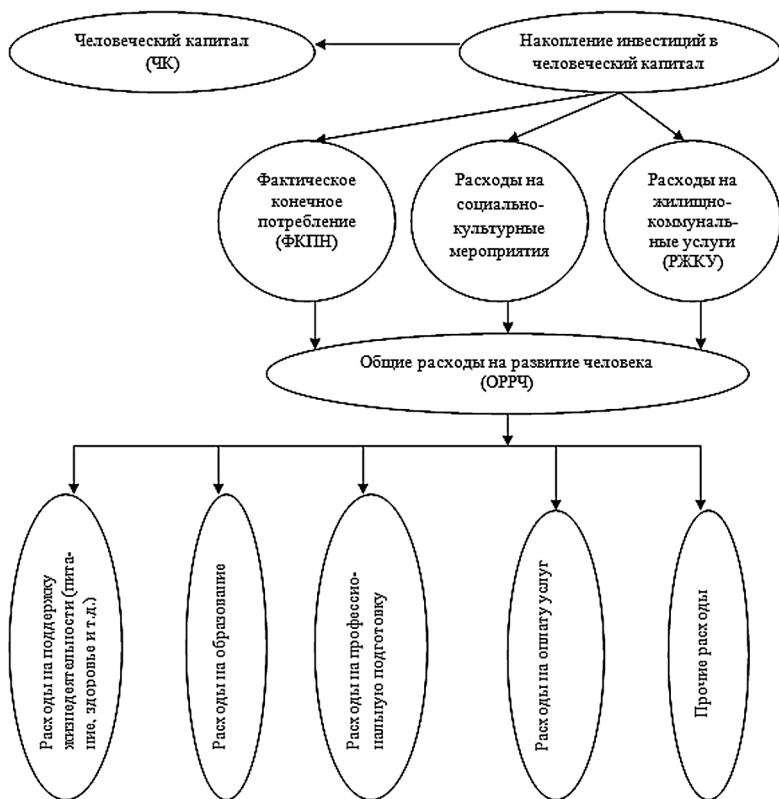 Человеческий капитал
(ЧК)
Накопление инвестиций в
человеческий капитал
Фактическое
конечное
потребление
(ФКПН)
Расходы на
социально-
культурные
мероприятия
Расходы на
жилищно-
коммуналь-
ные услуги
(РЖКУ)
Общие расходы на развитие человека
(ОРРЧ)
Расходы на поддержку
жизнедеятельности (пита-
ние, здоровье и т.д.)
Расходы на образование
Расходы на профессио-
нальную подготовку
Расходы на оплату услуг
Прочие расходы